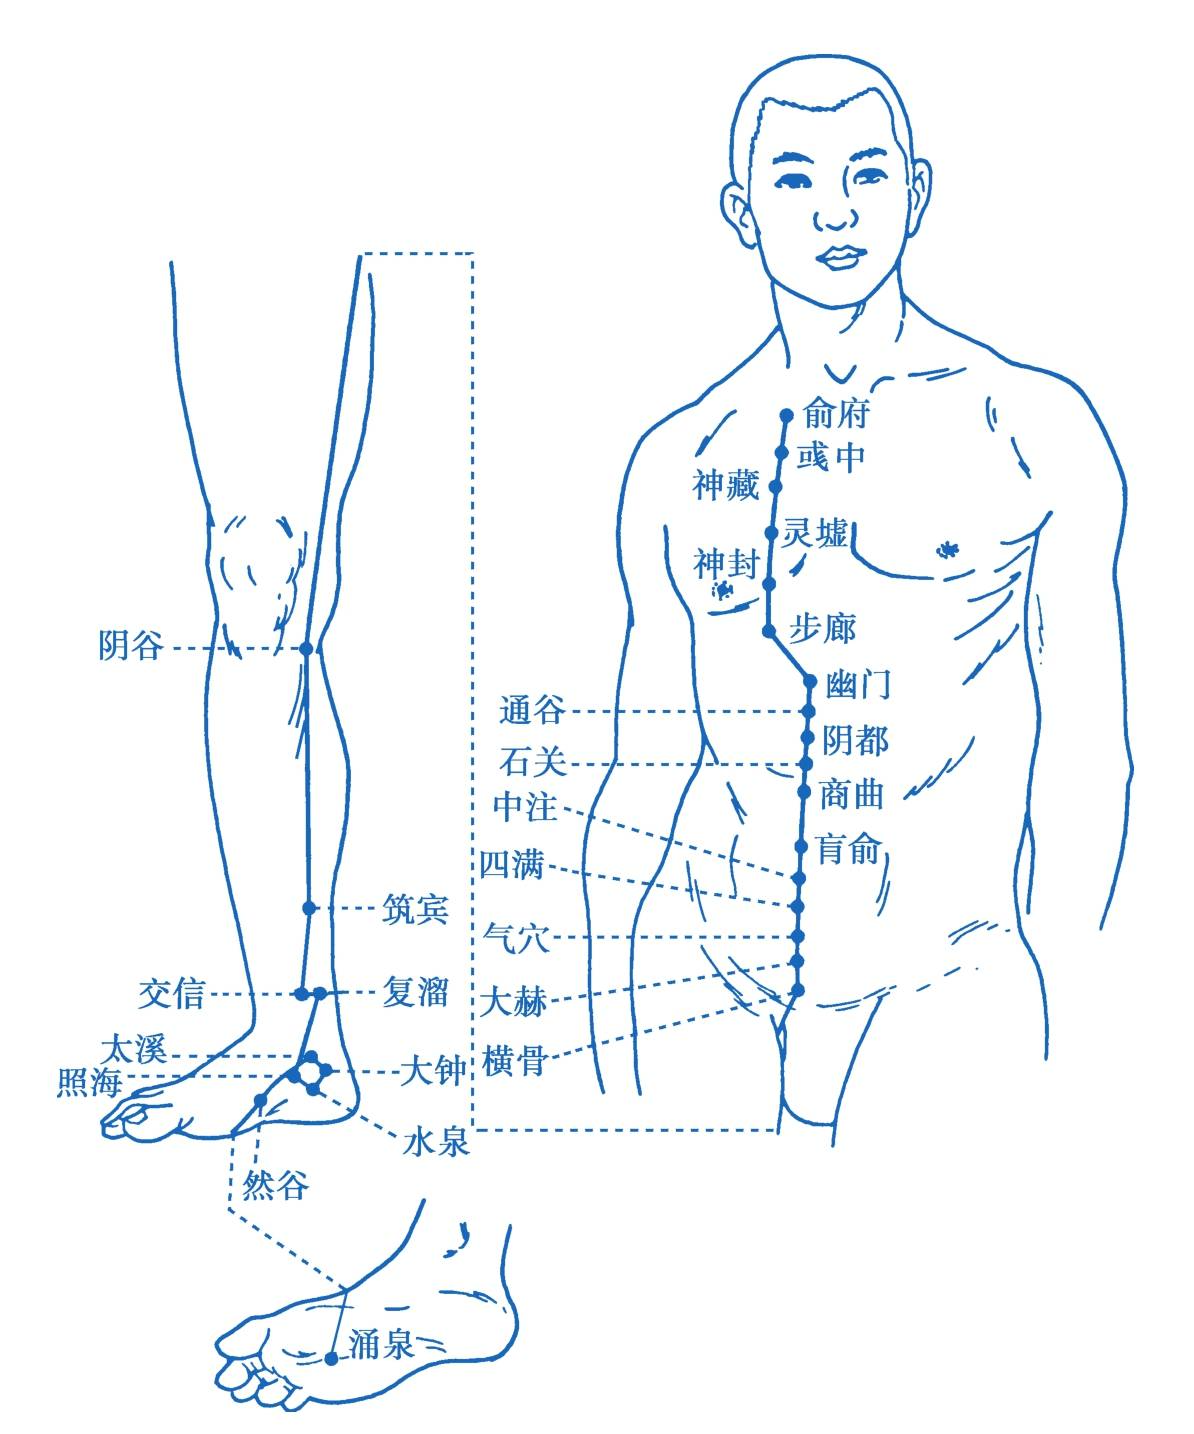 俞府
彧中
神藏
灵墟
神封
步廊
幽门
通谷
阴都
石关
商曲
中注
肓俞
四满
气穴
大赫
横骨
阴谷
筑宾
交信
复溜
太溪
照海
大钟
水泉
然谷
涌泉